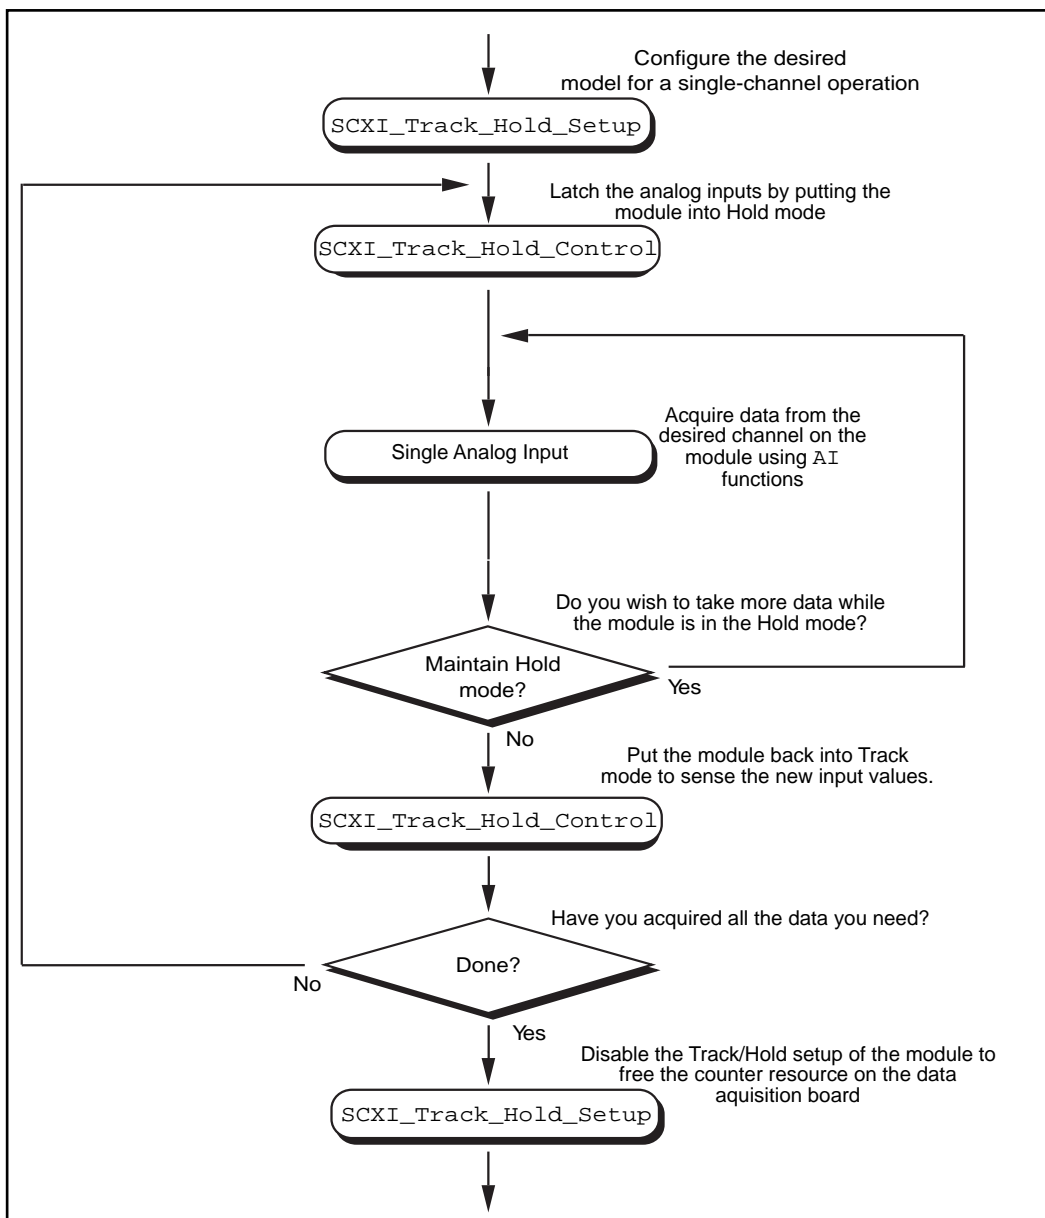 Configure the desired
model for a single-channel operation
SCXI_Track_Hold_Setup
Latch the analog inputs by putting the
module into Hold mode
SCXI_Track_Hold_Control
Single Analog Input
Acquire data from the
desired channel on the
module using AI
functions
Do you wish to take more data while
the module is in the Hold mode?
Maintain Hold
mode?
Yes
No
Put the module back into Track
mode to sense the new input values.
SCXI_Track_Hold_Control
Have you acquired all the data you need?
Done?
No
Yes
Disable the Track/Hold setup of the module to
free the counter resource on the data
aquisition board
SCXI_Track_Hold_Setup